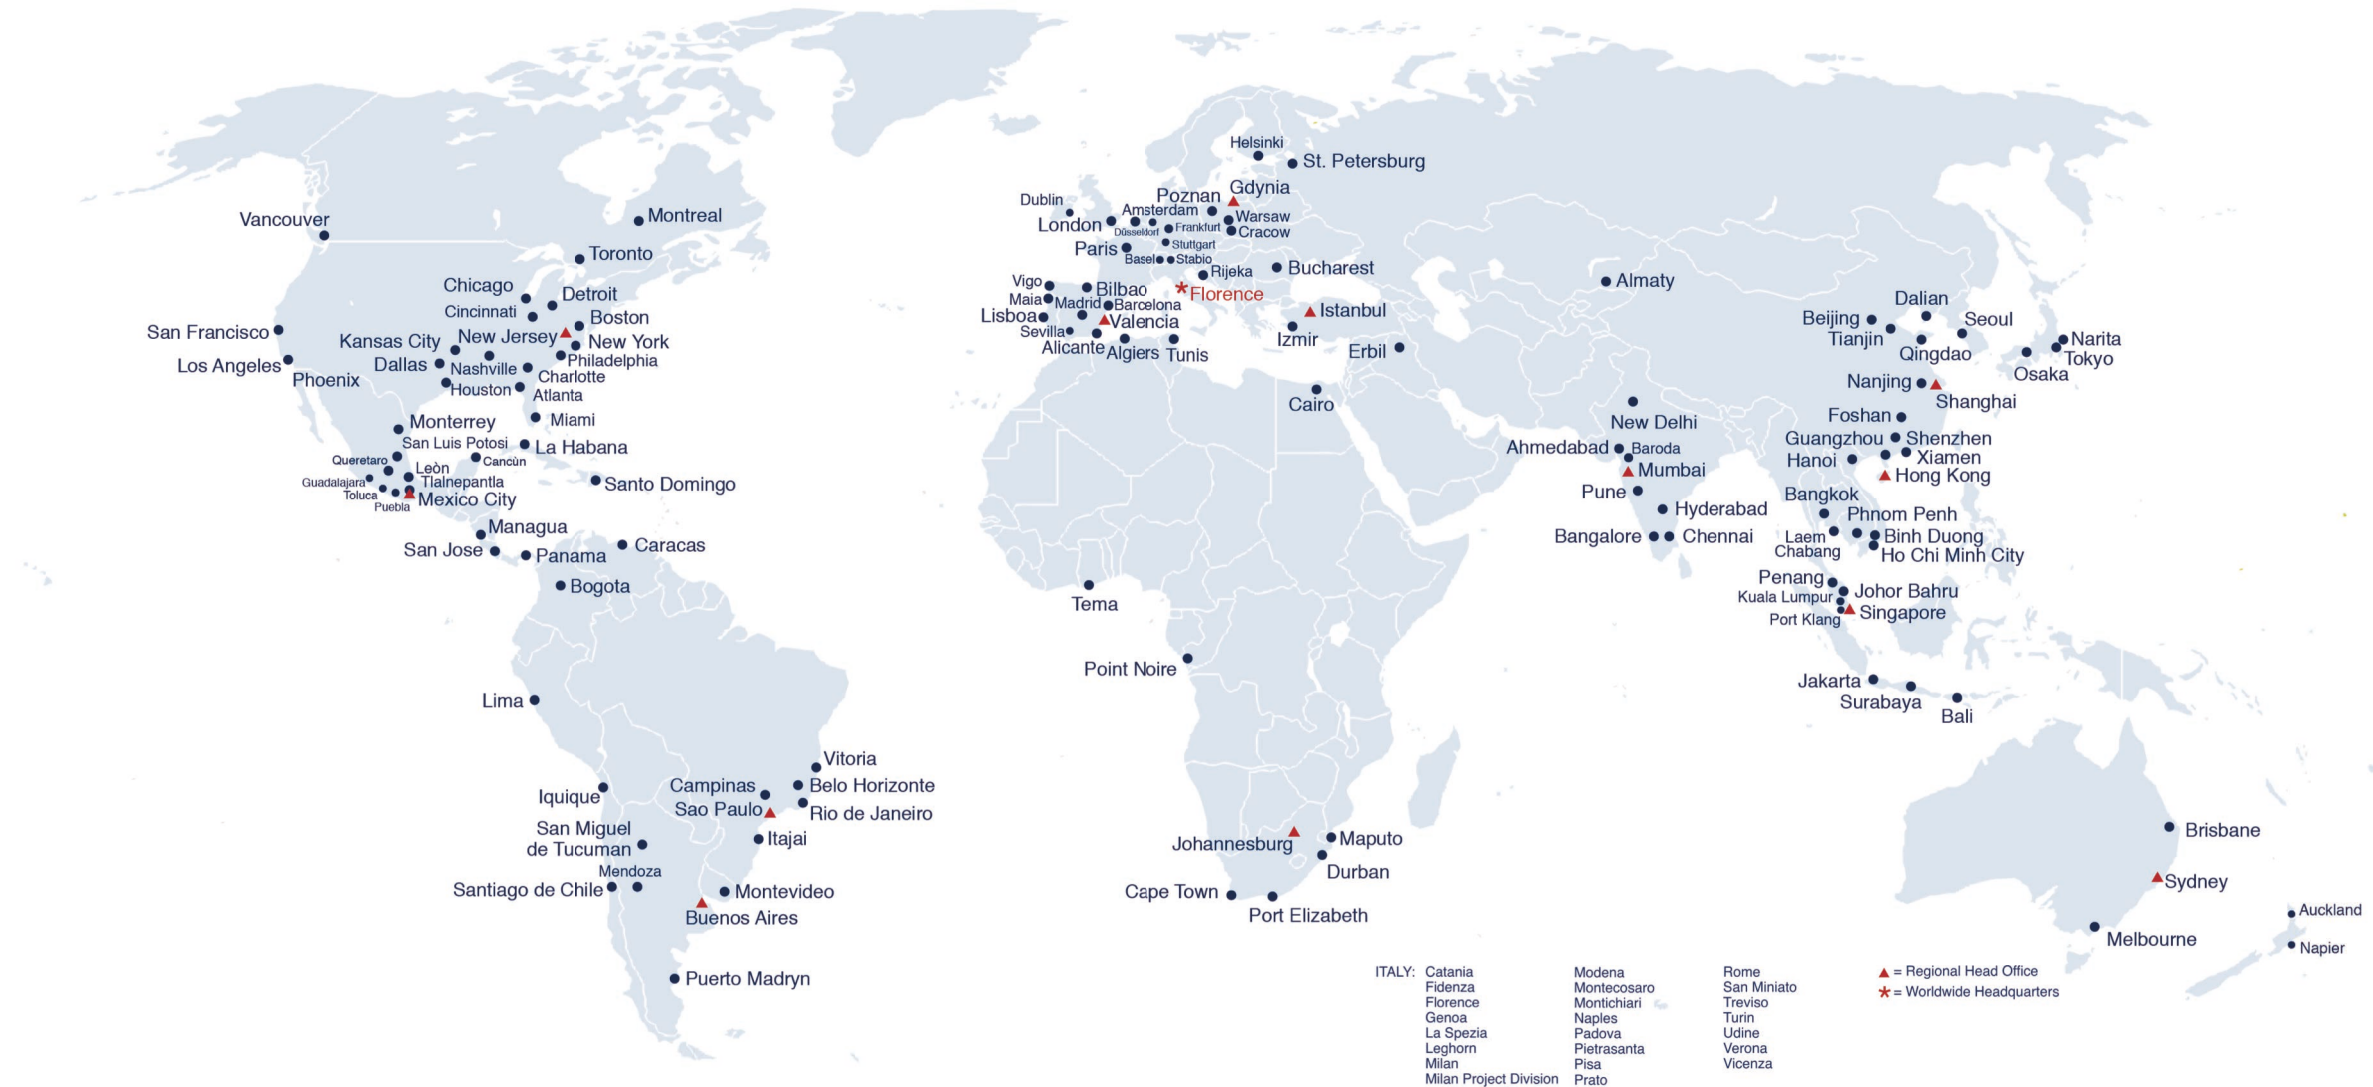 Helsinki
St. Petersburg
Gdynia
Poznan
Dublin
Amsterdam
Warsaw
London
Düsseldorf
Frankfurt
Cracow
Paris
Stuttgart
Basel
Stabio
Rijeka
Bucharest
Vigo
Bilbao
Florence
Maia
Madrid
Barcelona
Lisboa
Valencia
Istanbul
Sevilla
Alicante
Algiers
Tunis
Izmir
Erbil
Cairo
Vancouver
Montreal
Toronto
Chicago
Detroit
Cincinnati
Boston
San Francisco
Kansas City
New Jersey
New York
Los Angeles
Dallas
Nashville
Philadelphia
Phoenix
Charlotte
Houston
Atlanta
Miami
Monterrey
San Luis Potosi
La Habana
Queretaro
Leòn
Cancùn
Guadalajara
Tlalnepantla
Toluca
Mexico City
Puebla
Santo Domingo
Managua
San Jose
Panama
Caracas
Bogota
Lima
Vitoria
Campinas
Belo Horizonte
Iquique
Sao Paulo
Rio de Janeiro
San Miguel
de Tucuman
Itajai
Mendoza
Santiago de Chile
Montevideo
Buenos Aires
Puerto Madryn
Tema
Point Noire
Johannesburg
Maputo
Durban
Cape Town
Port Elizabeth
Almaty
Dalian
Beijing
Seoul
Tianjin
Narita
Qingdao
Tokyo
Osaka
Nanjing
Shanghai
New Delhi
Foshan
Ahmedabad
Baroda
Guangzhou
Shenzhen
Xiamen
Hanoi
Mumbai
Hong Kong
Pune
Bangkok
Hyderabad
Phnom Penh
Bangalore
Chennai
Laem
Chabang
Binh Duong
Ho Chi Minh City
Penang
Johor Bahru
Kuala Lumpur
Singapore
Port Klang
Jakarta
Surabaya
Bali
Brisbane
Sydney
Auckland
Melbourne
Napier
ITALY: Catania
Fidenza
Florence
Genoa
La Spezia
Leghorn
Milan
Milan Project Division
Modena
Montecosaro
Montichiari
Naples
Padova
Pietrasanta
Pisa
Prato
Rome
San Miniato
Treviso
Turin
Udine
Verona
Vicenza
▲ = Regional Head Office
* = Worldwide Headquarters